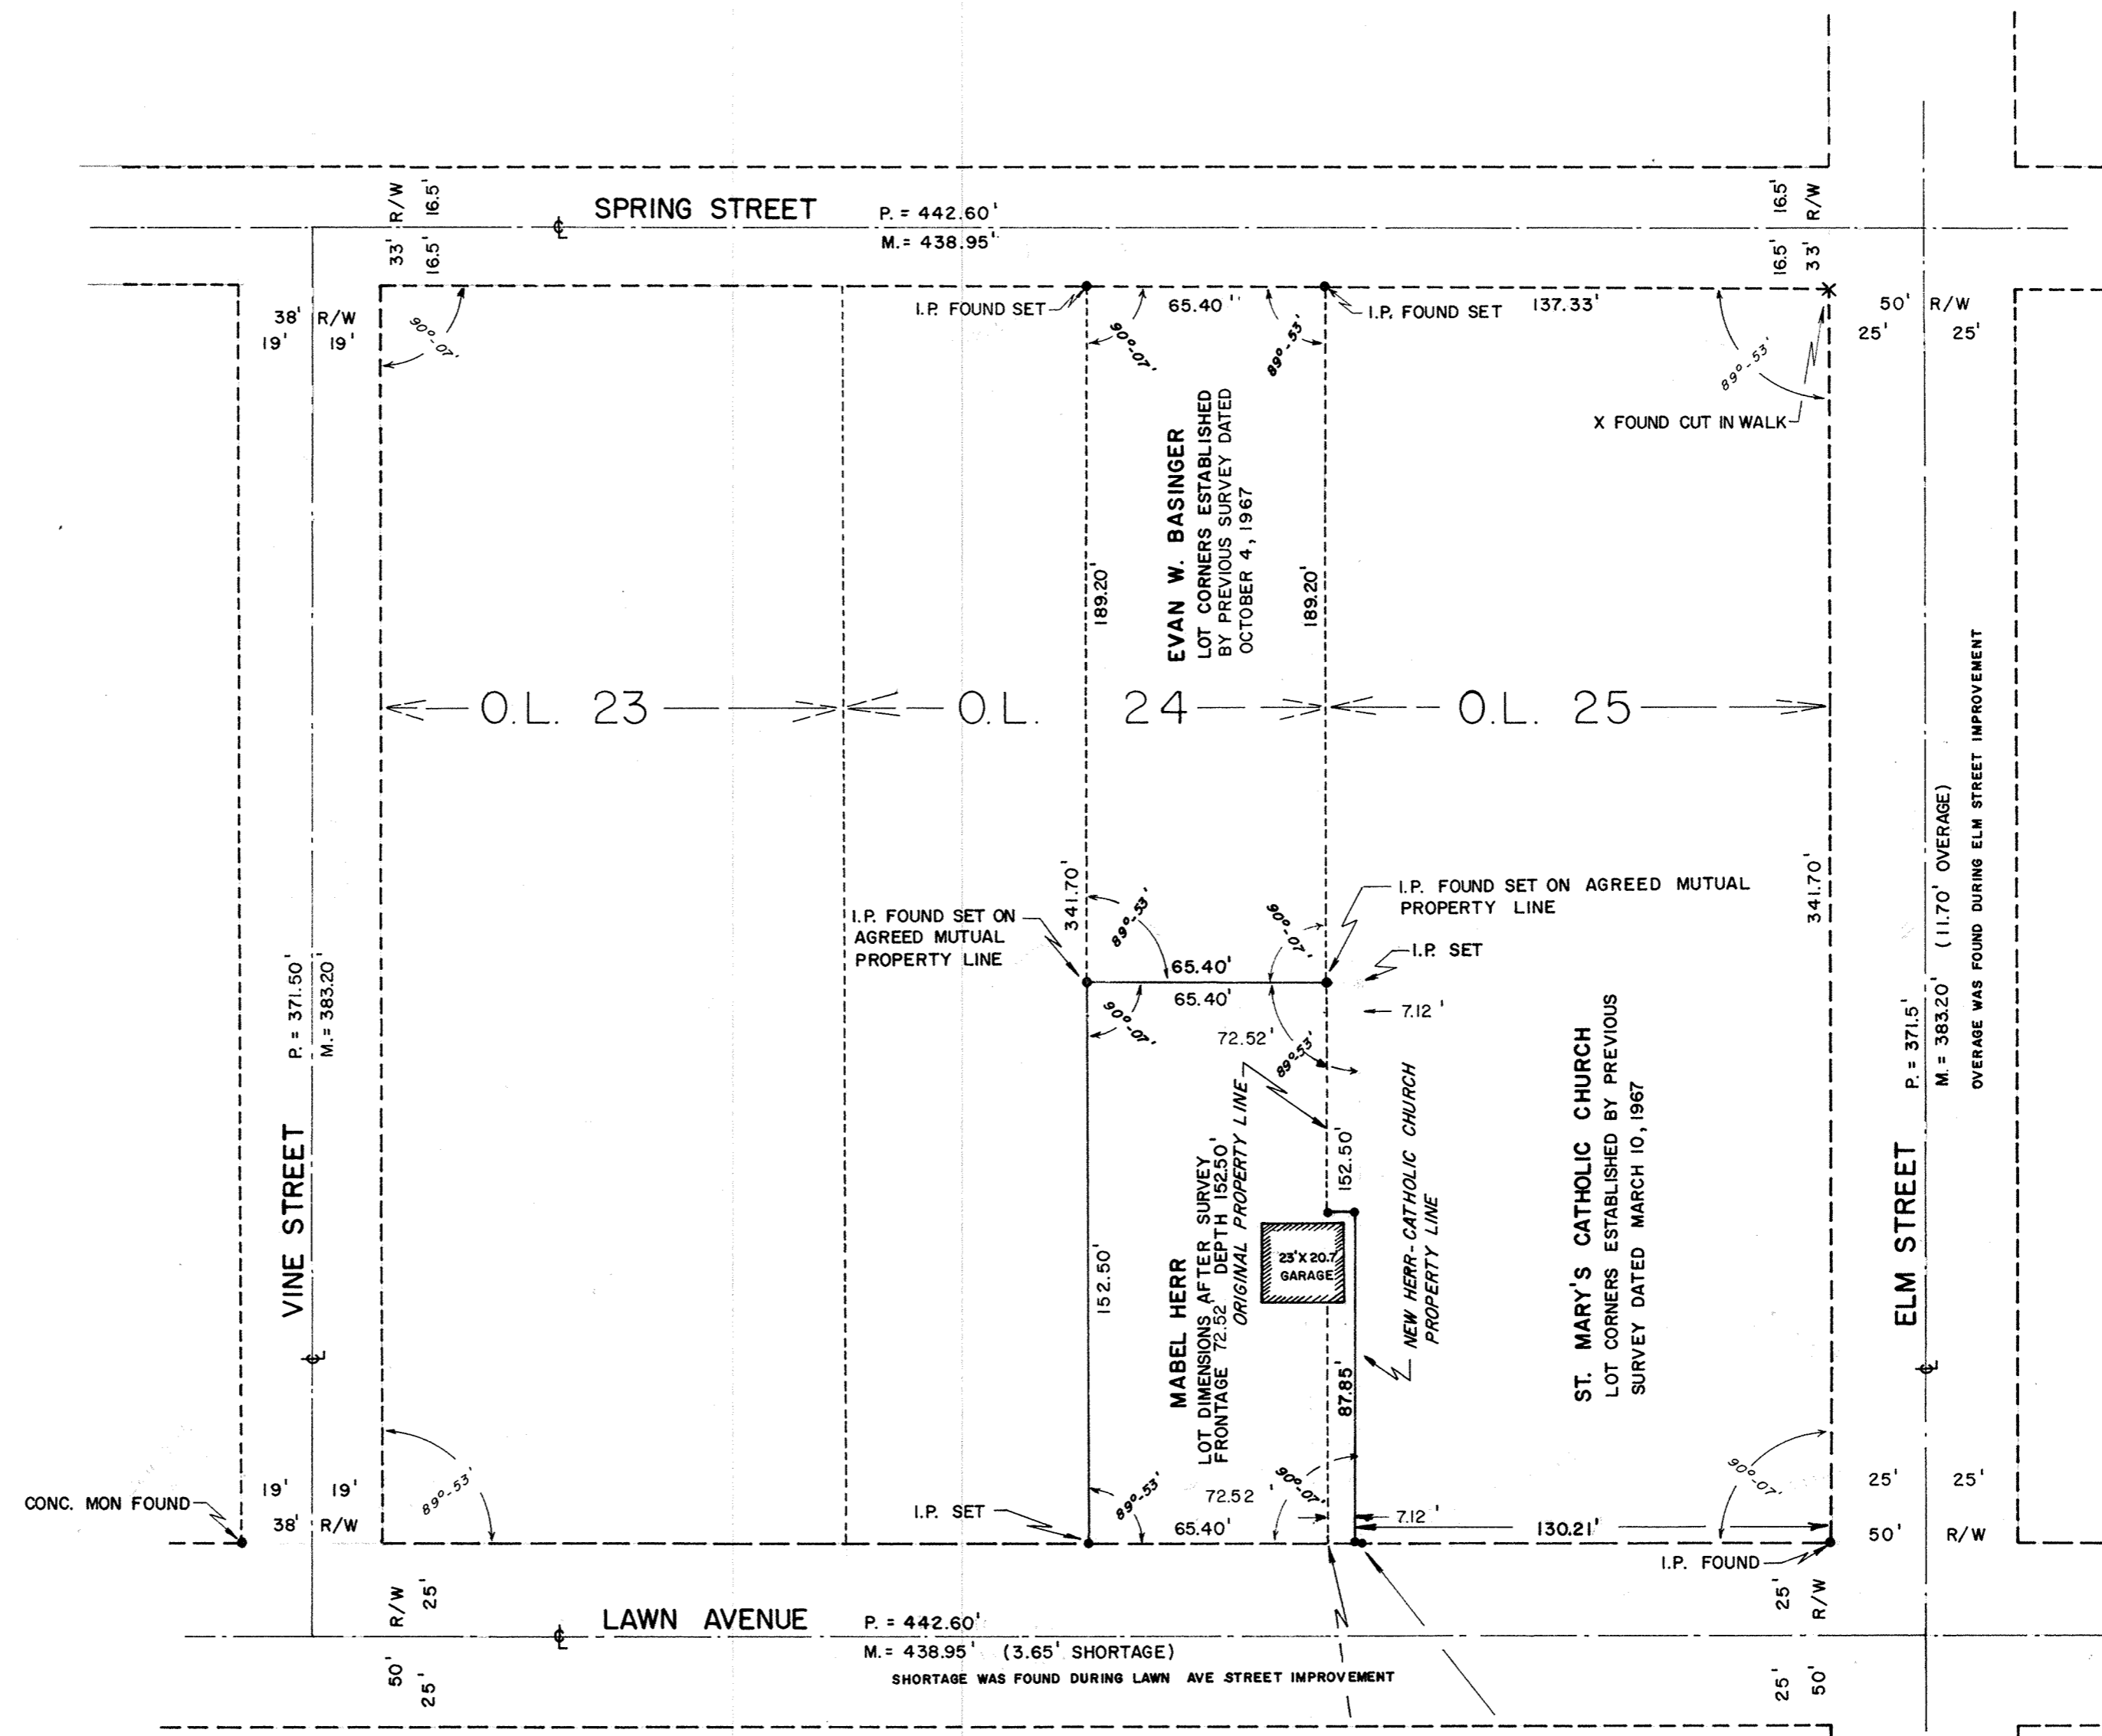 R/W
16.5'
SPRING STREET
P. = 442.60'
M. = 438.95'
33'
16.5'
16.5'
R/W
16.5'
33'
38' R/W
19' 19'
90°-07'
I.P. FOUND SET
65.40'
90°-07'
89°-53'
I.P. FOUND SET
137.33'
89°-53'
50' R/W
25' 25'
X FOUND CUT IN WALK
EVAN W. BASINGER
LOT CORNERS ESTABLISHED
BY PREVIOUS SURVEY DATED
OCTOBER 4, 1967
189.20'
189.20'
O.L. 23
O.L. 24
O.L. 25
341.70'
341.70'
I.P. FOUND SET ON
AGREED MUTUAL
PROPERTY LINE
89°-53'
90°-07'
I.P. FOUND SET ON AGREED MUTUAL
PROPERTY LINE
I.P. SET
65.40'
65.40'
90°-07'
72.52'
89°-53'
7.12'
P. = 371.50'
M. = 383.20'
VINE STREET
P. = 371.5'
M. = 383.20' (11.70' OVERAGE)
OVERAGE WAS FOUND DURING ELM STREET IMPROVEMENT
ELM STREET
152.50'
152.50'
MABEL HERR
LOT DIMENSIONS AFTER SURVEY
FRONTAGE 72.52' DEPTH 152.50'
ORIGINAL PROPERTY LINE
23' X 20.7'
GARAGE
NEW HERR-CATHOLIC CHURCH
PROPERTY LINE
87.85'
ST. MARY'S CATHOLIC CHURCH
LOT CORNERS ESTABLISHED BY PREVIOUS
SURVEY DATED MARCH 10, 1967
CONC. MON FOUND
19' 19'
38' R/W
89°-53'
I.P. SET
89°-53'
72.52'
65.40'
90°-07'
7.12'
130.21'
90°-07'
I.P. FOUND
25' 25'
50' R/W
R/W
25'
LAWN AVENUE
P. = 442.60'
M. = 438.95' (3.65' SHORTAGE)
SHORTAGE WAS FOUND DURING LAWN AVE STREET IMPROVEMENT
50'
25'
25'
R/W
25'
50'